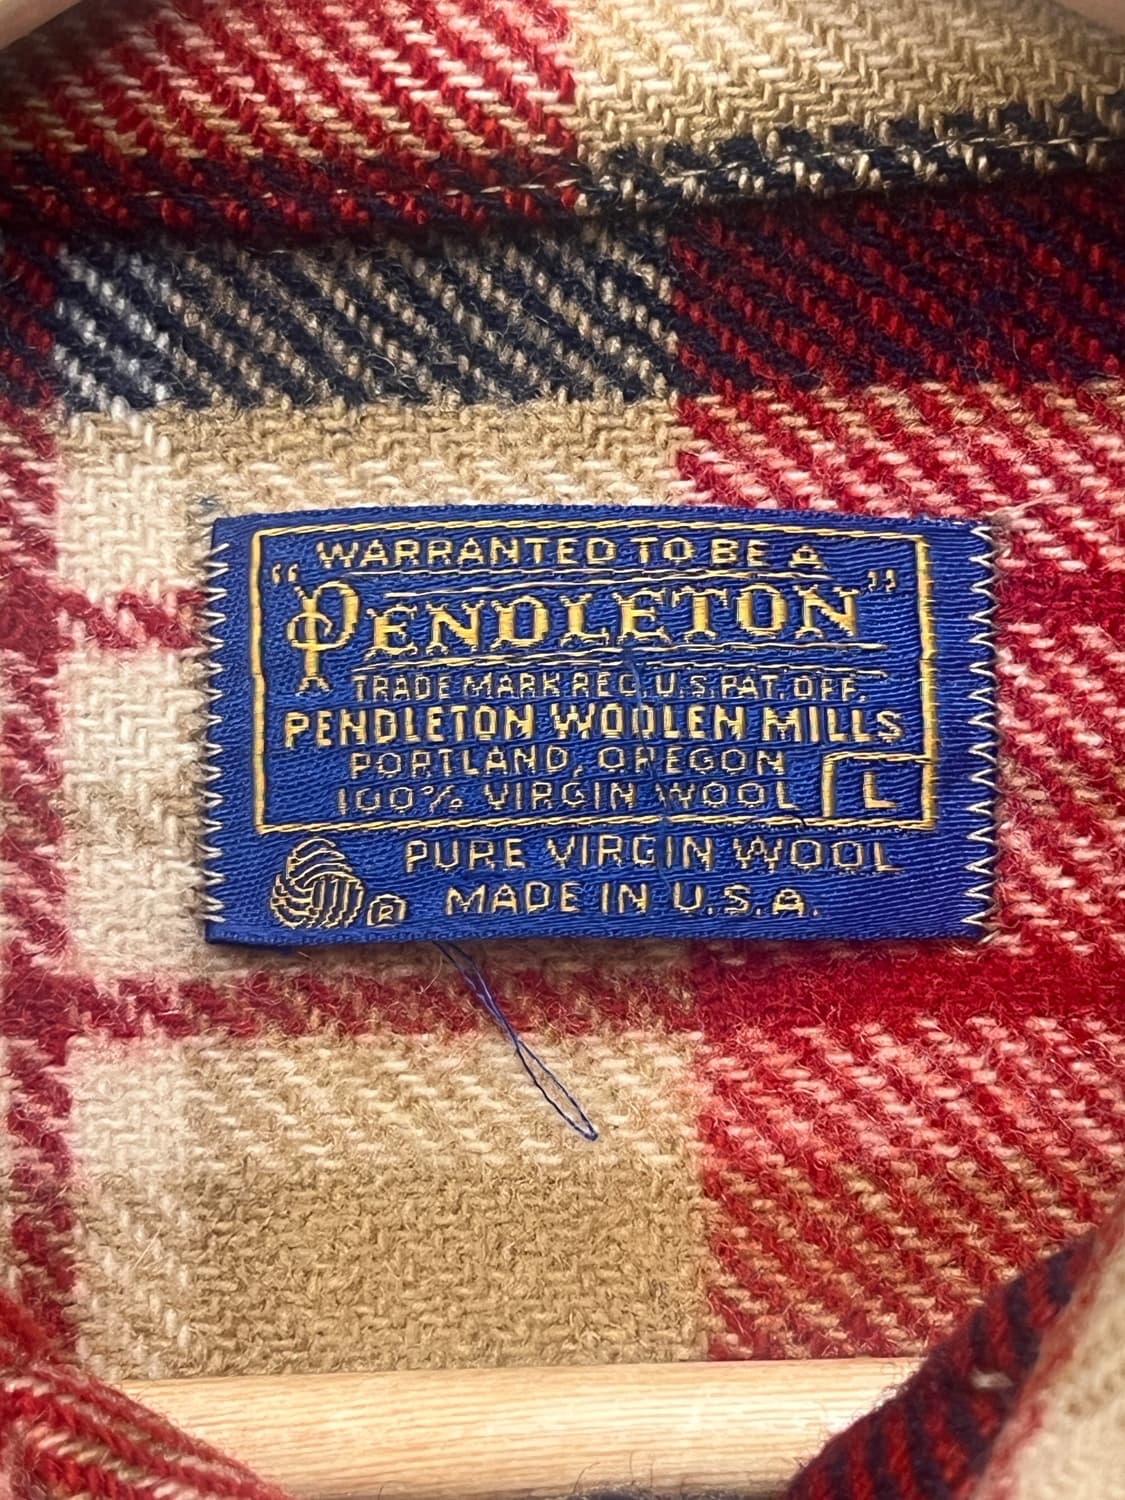 WARRANTED TO BE A
"PENDLETON"
TRADE MARK REG. U.S. PAT. OFF.
PENDLETON WOOLEN MILLS
PORTLAND, OREGON
100% VIRGIN WOOL L
PURE VIRGIN WOOL
® MADE IN U.S.A.